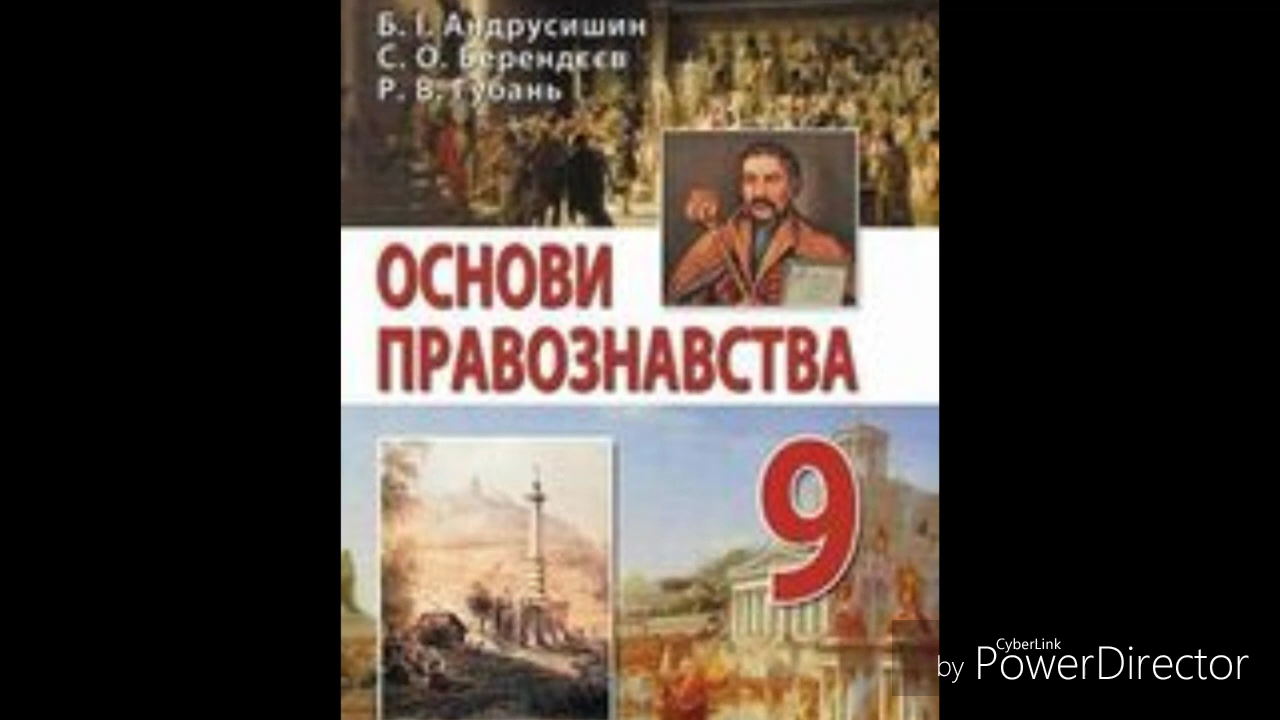 Б. І. Андрусишин
С. О. Берендєєв
Р. В. Губань
ОСНОВИ
ПРАВОЗНАВСТВА
9
CyberLink
by PowerDirector